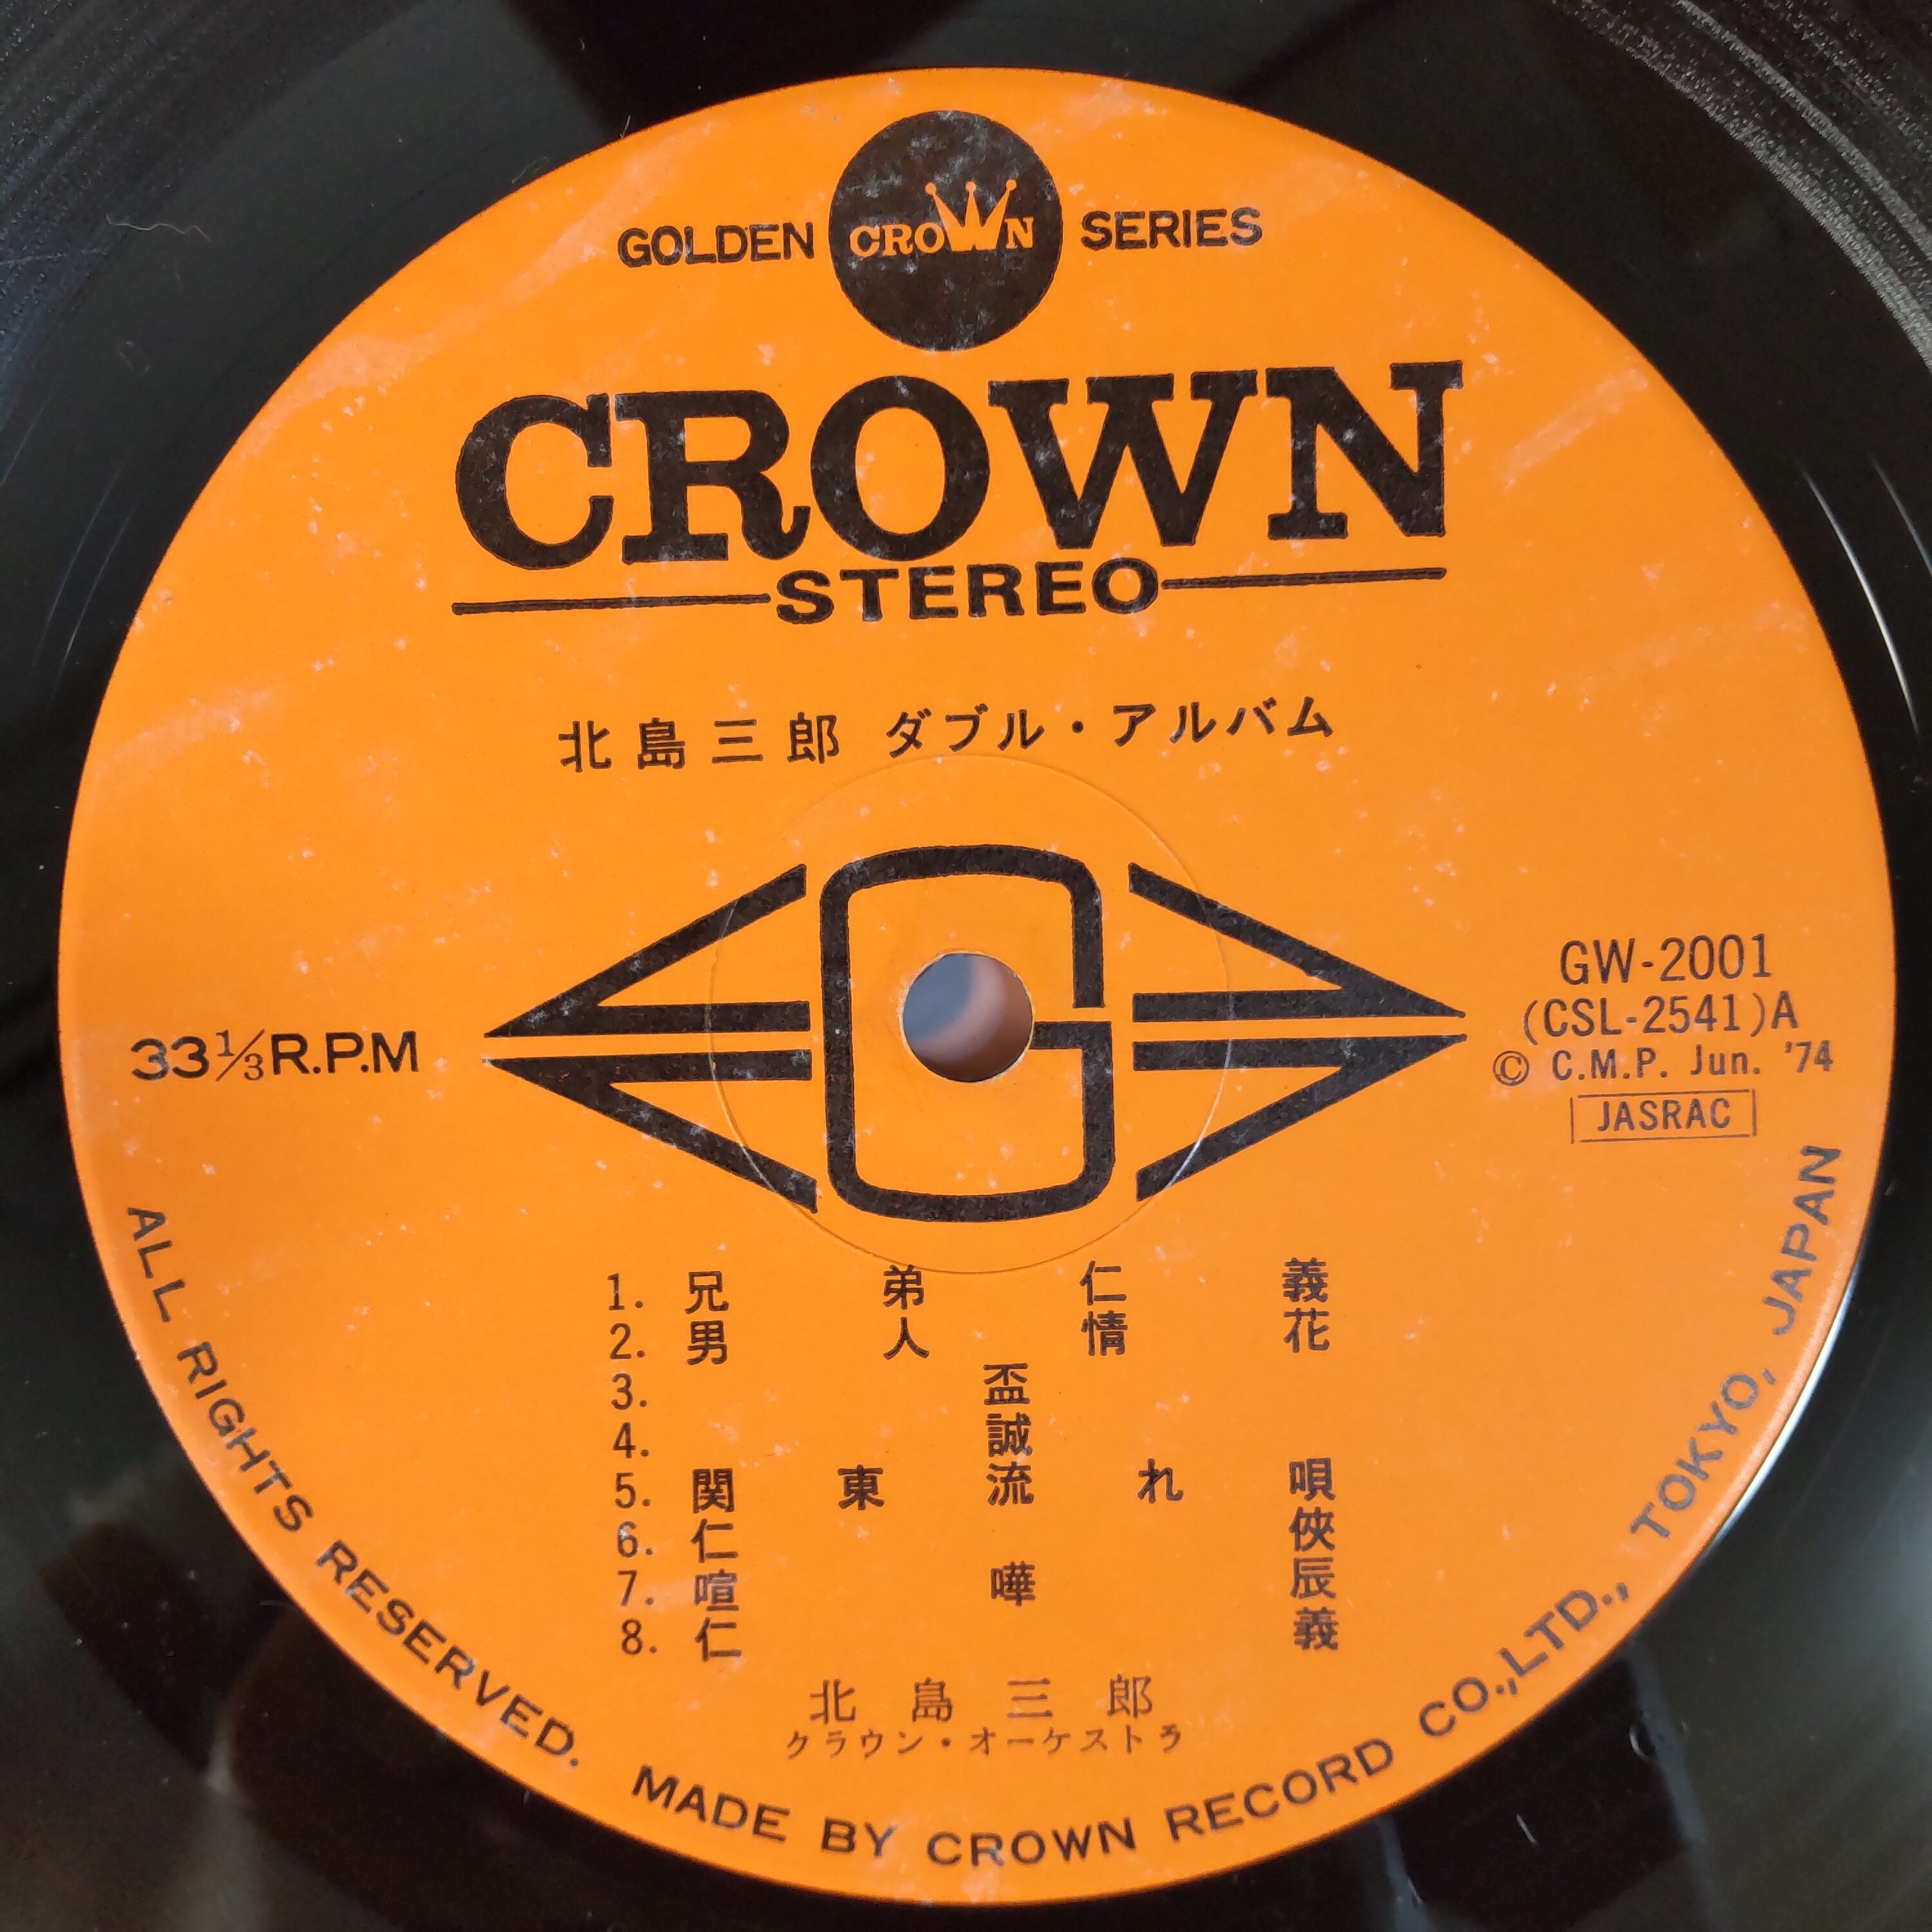 GOLDEN CROWN SERIES
CROWN
STEREO
北島三郎 ダブル・アルバム
G
33⅓R.P.M
GW-2001
(CSL-2541)A
© C.M.P. Jun. '74
JASRAC
1. 兄弟仁義
2. 男人情花
3. 盃
4. 誠
5. 関東流れ唄
6. 仁俠
7. 喧嘩辰
8. 仁義
北島三郎
クラウン・オーケストラ
ALL RIGHTS RESERVED. MADE BY CROWN RECORD CO.,LTD., TOKYO, JAPAN